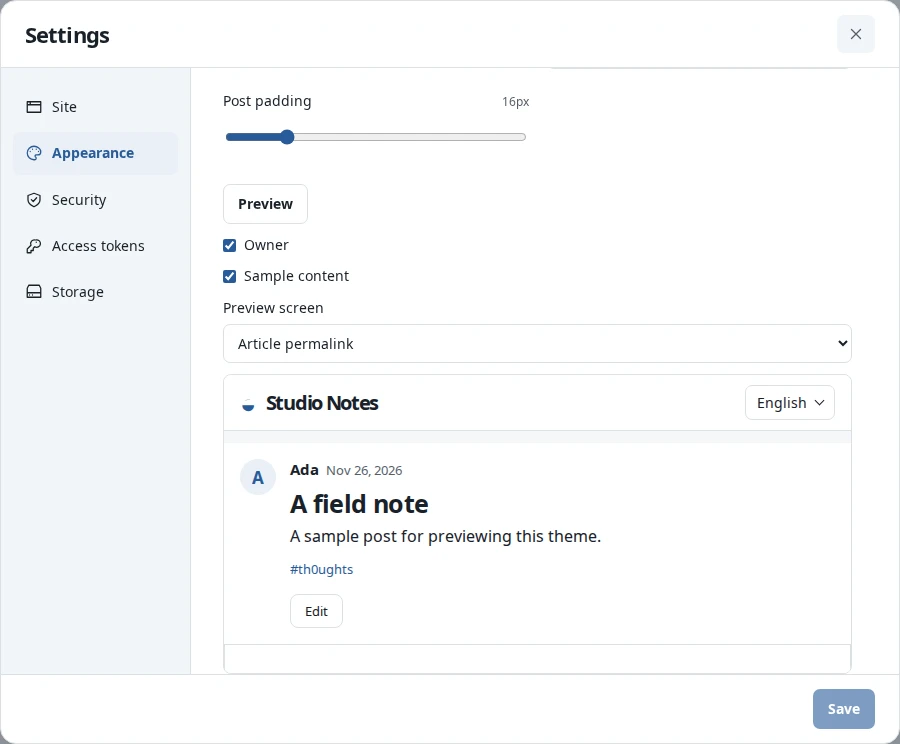 Settings
Site
Appearance
Security
Access tokens
Storage
Post padding 16px
Preview
Owner
Sample content
Preview screen
Article permalink
Studio Notes English
A Ada Nov 26, 2026
A field note
A sample post for previewing this theme.
#th0ughts
Edit
Save